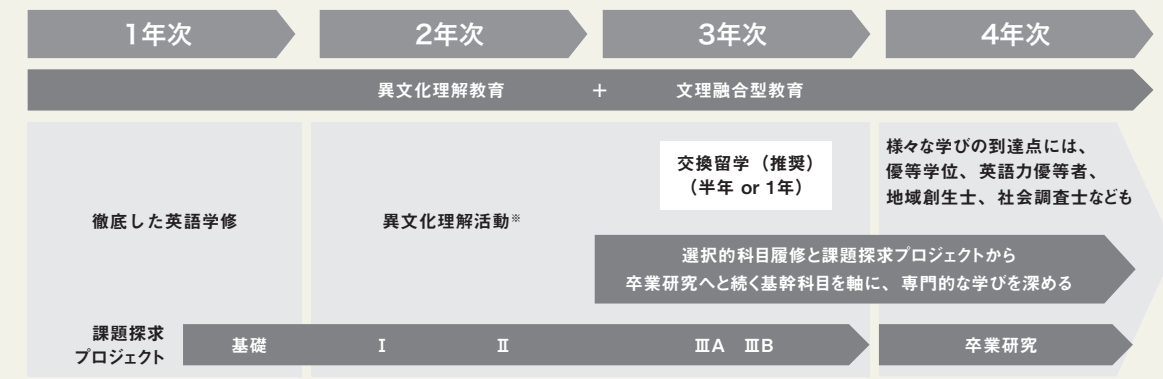 1年次 2年次 3年次 4年次
異文化理解教育 + 文理融合型教育
徹底した英語学修
異文化理解活動※
交換留学(推奨)
(半年 or 1年)
様々な学びの到達点には、
優等学位、英語力優等者、
地域創生士、社会調査士なども
選択的科目履修と課題探求プロジェクトから
卒業研究へと続く基幹科目を軸に、専門的な学びを深める
課題探求
プロジェクト
基礎 Ⅰ Ⅱ ⅢA ⅢB 卒業研究